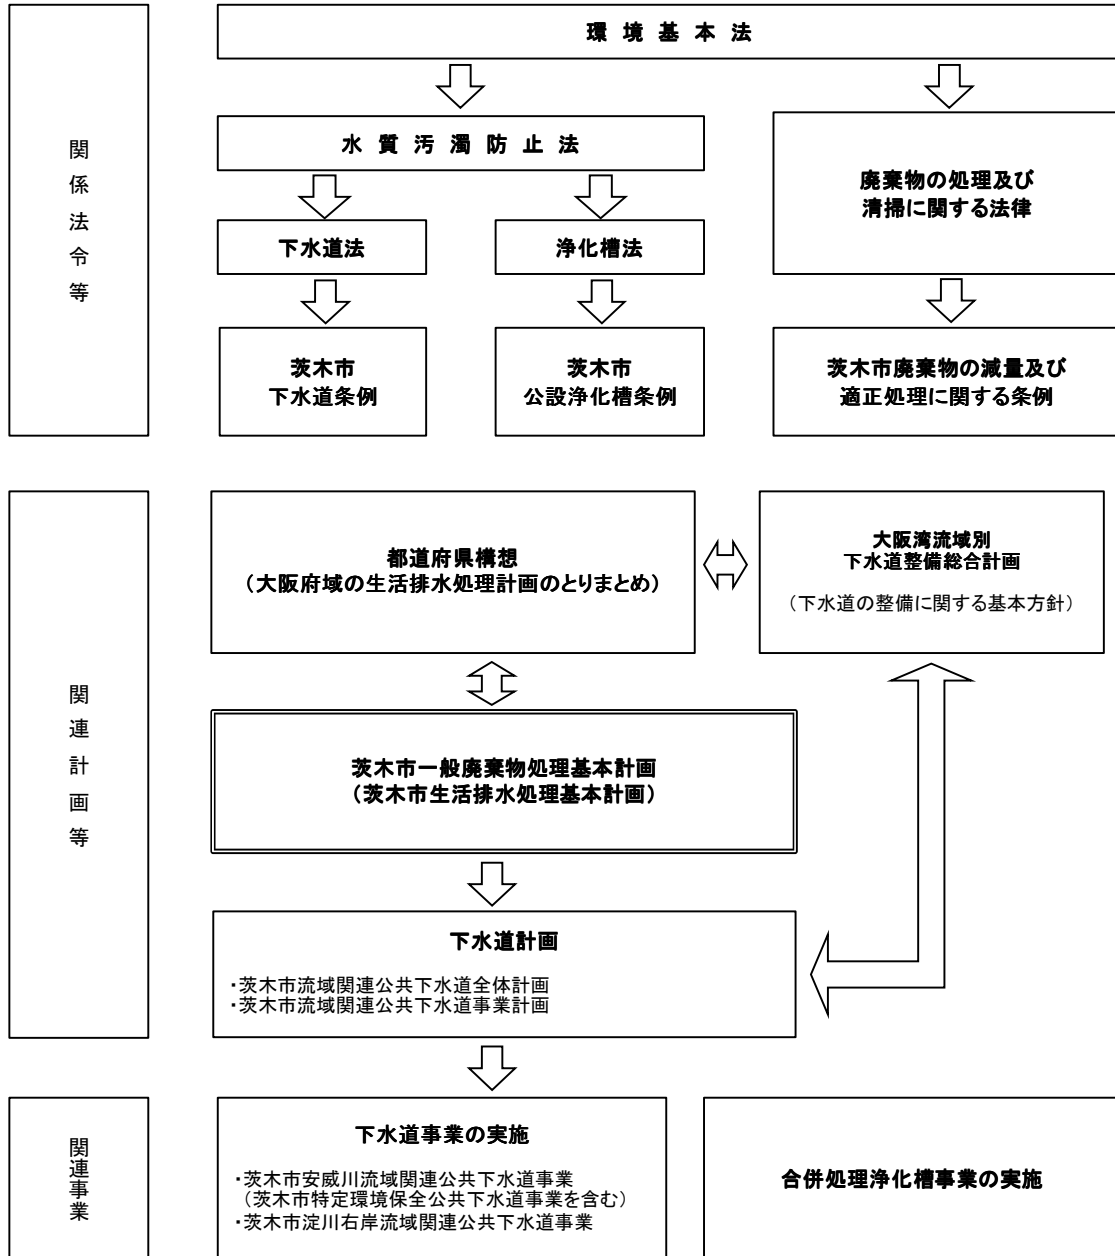 関係法令等
環境基本法
水質汚濁防止法
廃棄物の処理及び
清掃に関する法律
下水道法
浄化槽法
茨木市
下水道条例
茨木市
公設浄化槽条例
茨木市廃棄物の減量及び
適正処理に関する条例
関連計画等
都道府県構想
（大阪府域の生活排水処理計画のとりまとめ）
大阪湾流域別
下水道整備総合計画
（下水道の整備に関する基本方針）
茨木市一般廃棄物処理基本計画
（茨木市生活排水処理基本計画）
下水道計画
・茨木市流域関連公共下水道全体計画
・茨木市流域関連公共下水道事業計画
関連事業
下水道事業の実施
・茨木市安威川流域関連公共下水道事業
（茨木市特定環境保全公共下水道事業を含む）
・茨木市淀川右岸流域関連公共下水道事業
合併処理浄化槽事業の実施